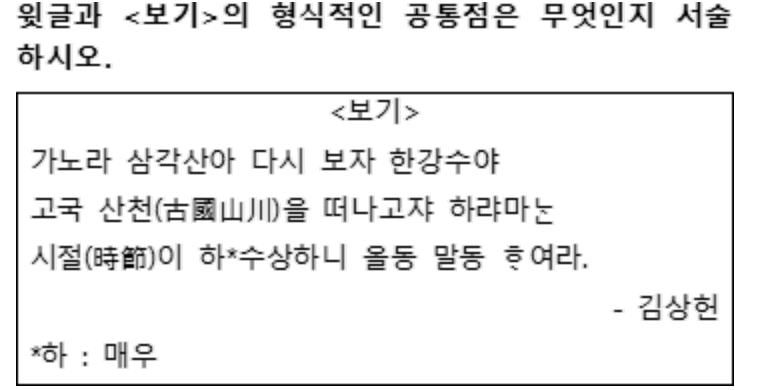 윗글과 <보기>의 형식적인 공통점은 무엇인지 서술
하시오.
<보기>
가노라 삼각산아 다시 보자 한강수야
고국 산천(古國山川)을 떠나고쟈 하랴마ᄂᆫ
시절(時節)이 하*수상하니 올동 말동 ᄒᆞ여라.
- 김상헌
*하 : 매우